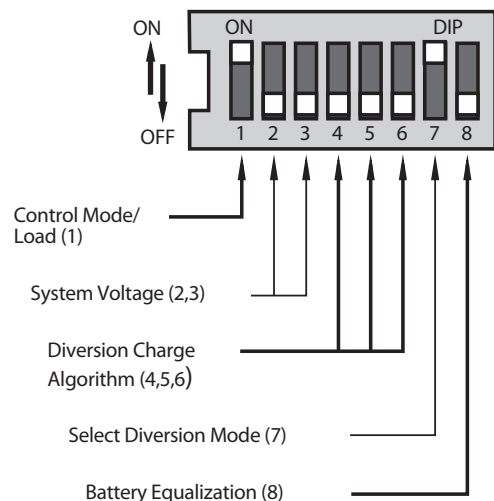 ON
ON DIP
OFF
1 2 3 4 5 6 7 8
Control Mode/
Load (1)
System Voltage (2,3)
Diversion Charge
Algorithm (4,5,6)
Select Diversion Mode (7)
Battery Equalization (8)